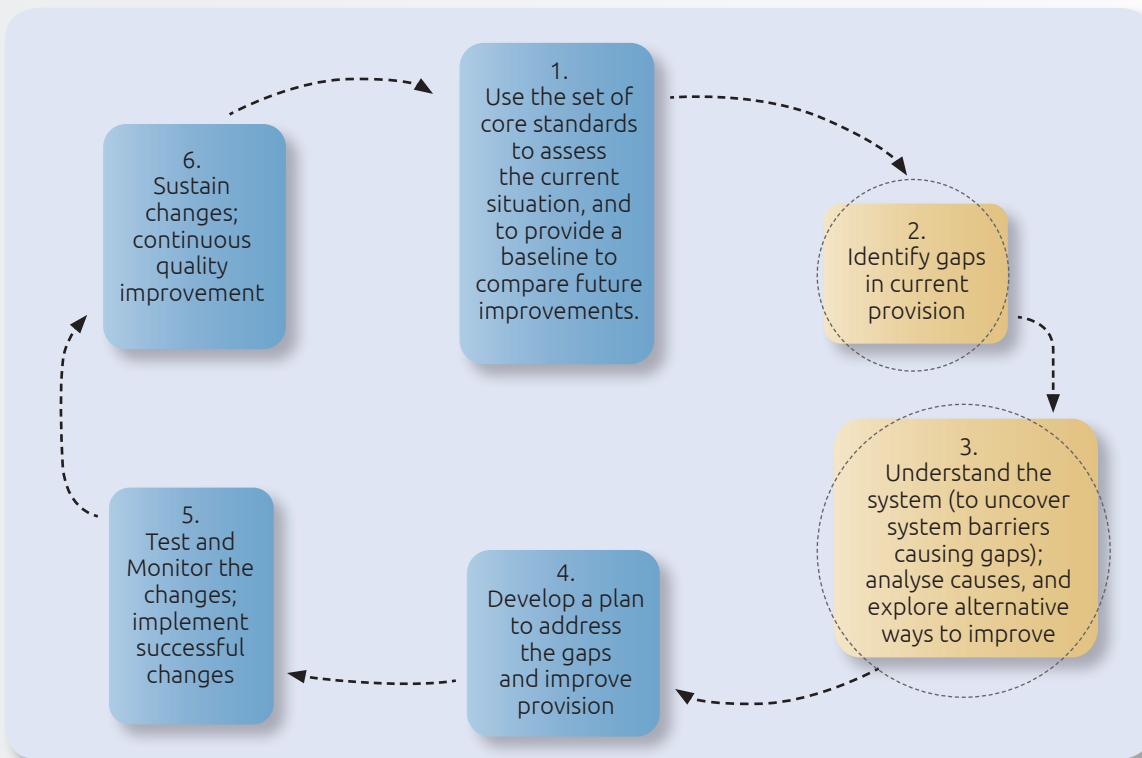 1.
Use the set of
core standards
to assess
the current
situation, and
to provide a
baseline to
compare future
improvements.
2.
Identify gaps
in current
provision
3.
Understand the
system (to uncover
system barriers
causing gaps);
analyse causes, and
explore alternative
ways to improve
4.
Develop a plan
to address
the gaps
and improve
provision
5.
Test and
Monitor the
changes;
implement
successful
changes
6.
Sustain
changes;
continuous
quality
improvement